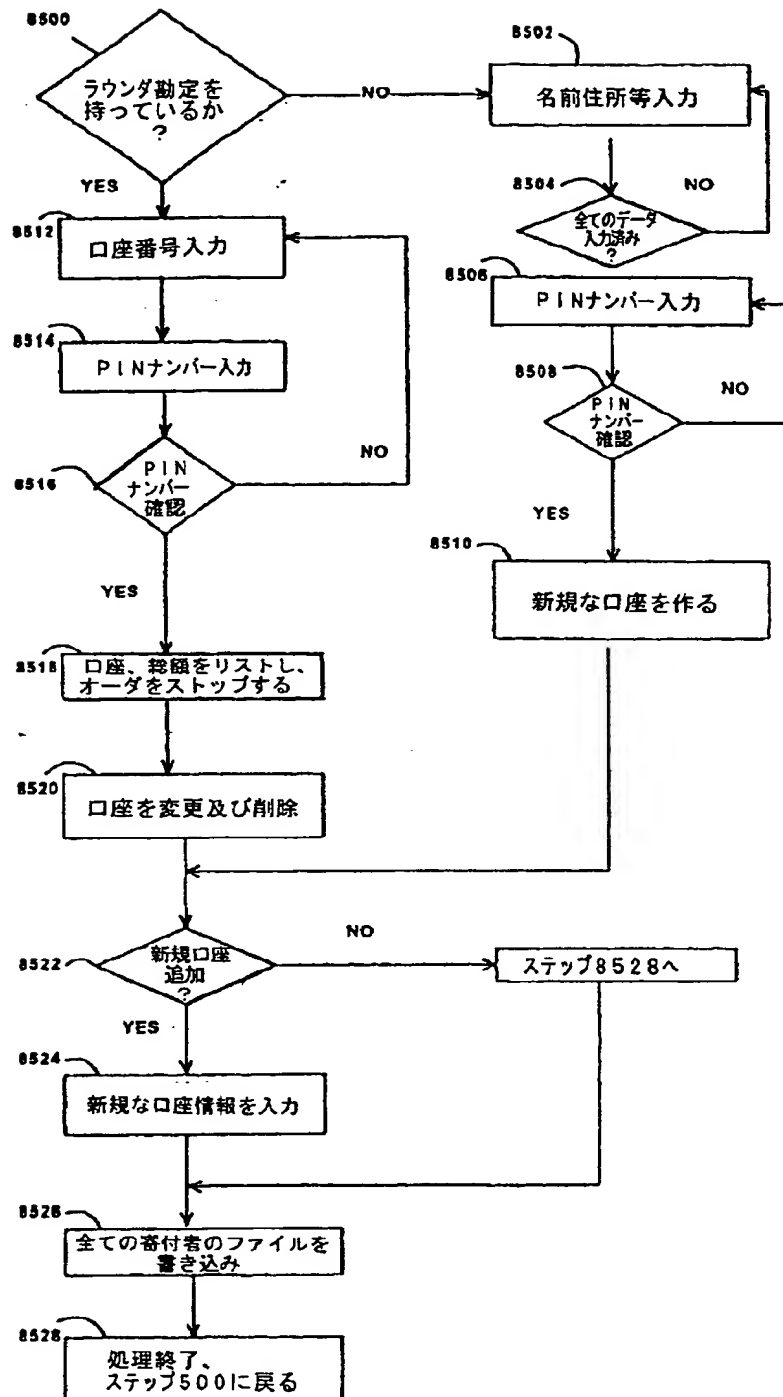 8500
ラウンダ勘定を
持っているか
?
NO
YES
8502
名前住所等入力
8504
NO
全てのデータ
入力済み
?
8506
PINナンバー入力
8508
PIN
ナンバー
確認
NO
YES
8510
新規な口座を作る
8512
口座番号入力
8514
PINナンバー入力
8516
PIN
ナンバー
確認
NO
YES
8518
口座、総額をリストし、
オーダをストップする
8520
口座を変更及び削除
8522
新規口座
追加
?
NO
ステップ8528へ
YES
8524
新規な口座情報を入力
8526
全ての寄付者のファイルを
書き込み
8528
処理終了、
ステップ500に戻る